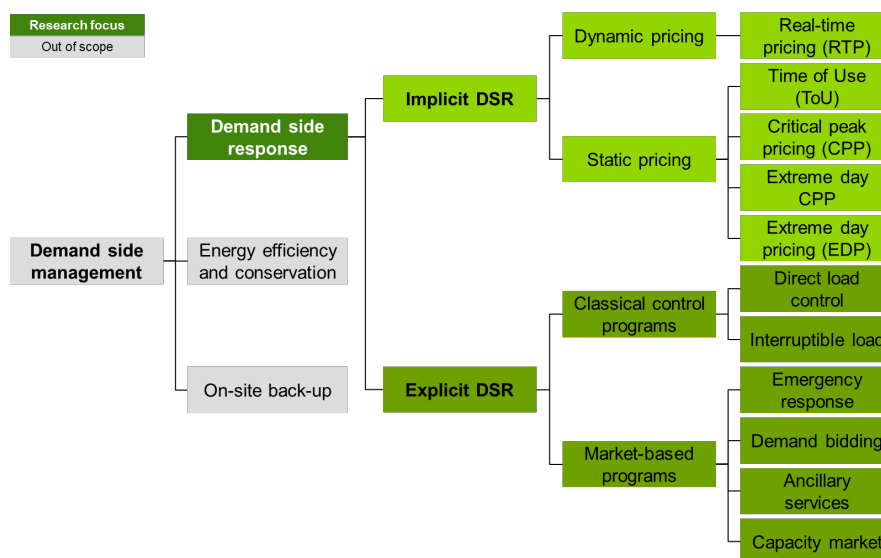 Research focus
Out of scope
Demand side
management
Demand side
response
Energy efficiency
and conservation
On-site back-up
Implicit DSR
Explicit DSR
Dynamic pricing
Static pricing
Classical control
programs
Market-based
programs
Real-time
pricing (RTP)
Time of Use
(ToU)
Critical peak
pricing (CPP)
Extreme day
CPP
Extreme day
pricing (EDP)
Direct load
control
Interruptible load
Emergency
response
Demand bidding
Ancillary
services
Capacity market